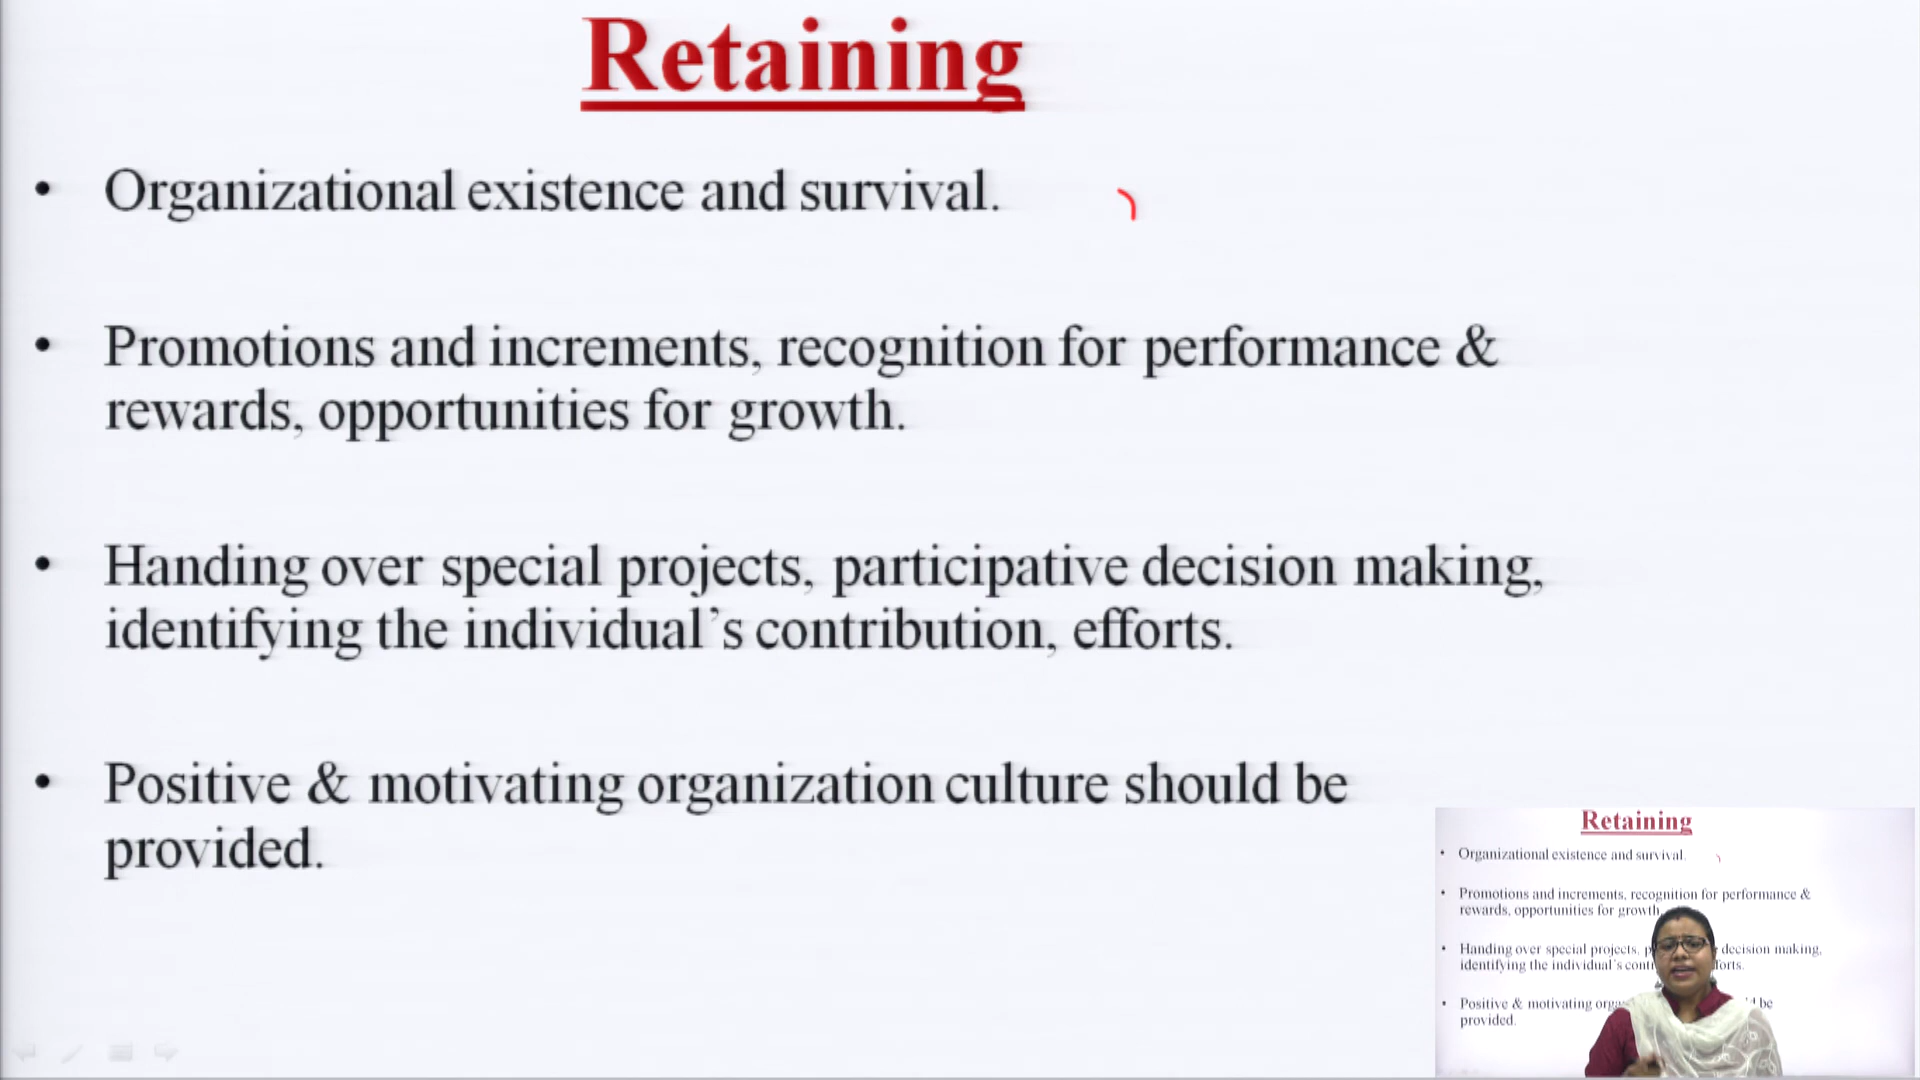 Retaining
• Organizational existence and survival.
• Promotions and increments, recognition for performance &
rewards, opportunities for growth.
• Handing over special projects, participative decision making,
identifying the individual's contribution, efforts.
• Positive & motivating organization culture should be
provided.
Retaining
• Organizational existence and survival.
• Promotions and increments, recognition for performance &
rewards, opportunities for growth.
• Handing over special projects, decision making,
identifying the individual's
• Positive & motivating be
provided.